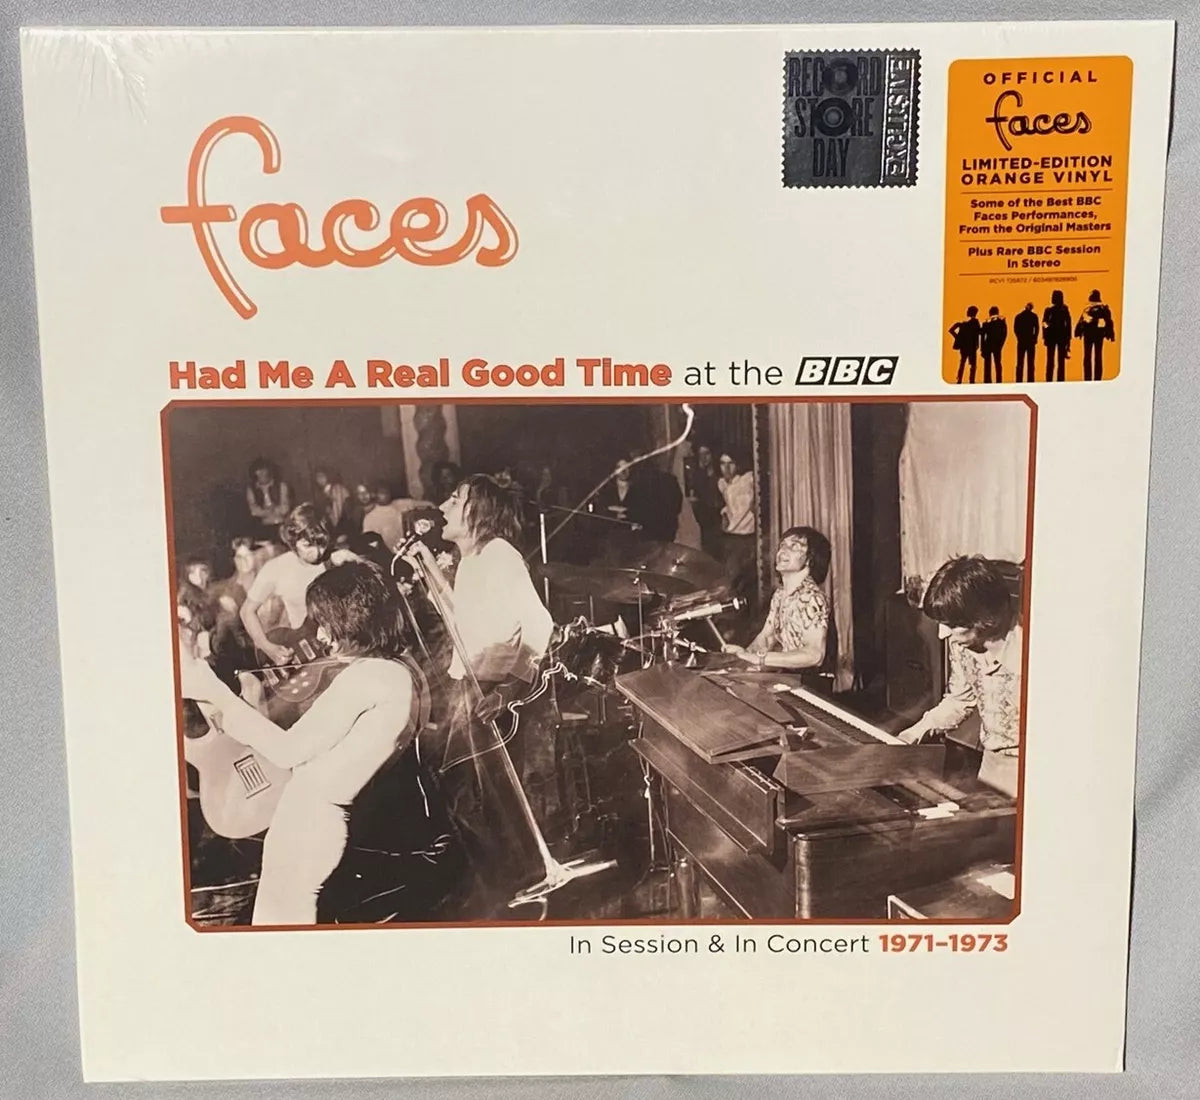 faces
RECORD
STORE
DAY
EXCLUSIVE
OFFICIAL
faces
LIMITED-EDITION
ORANGE VINYL
Some of the Best BBC
Faces Performances,
From the Original Masters
Plus Rare BBC Session
In Stereo
Had Me A Real Good Time at the BBC
In Session & In Concert 1971–1973